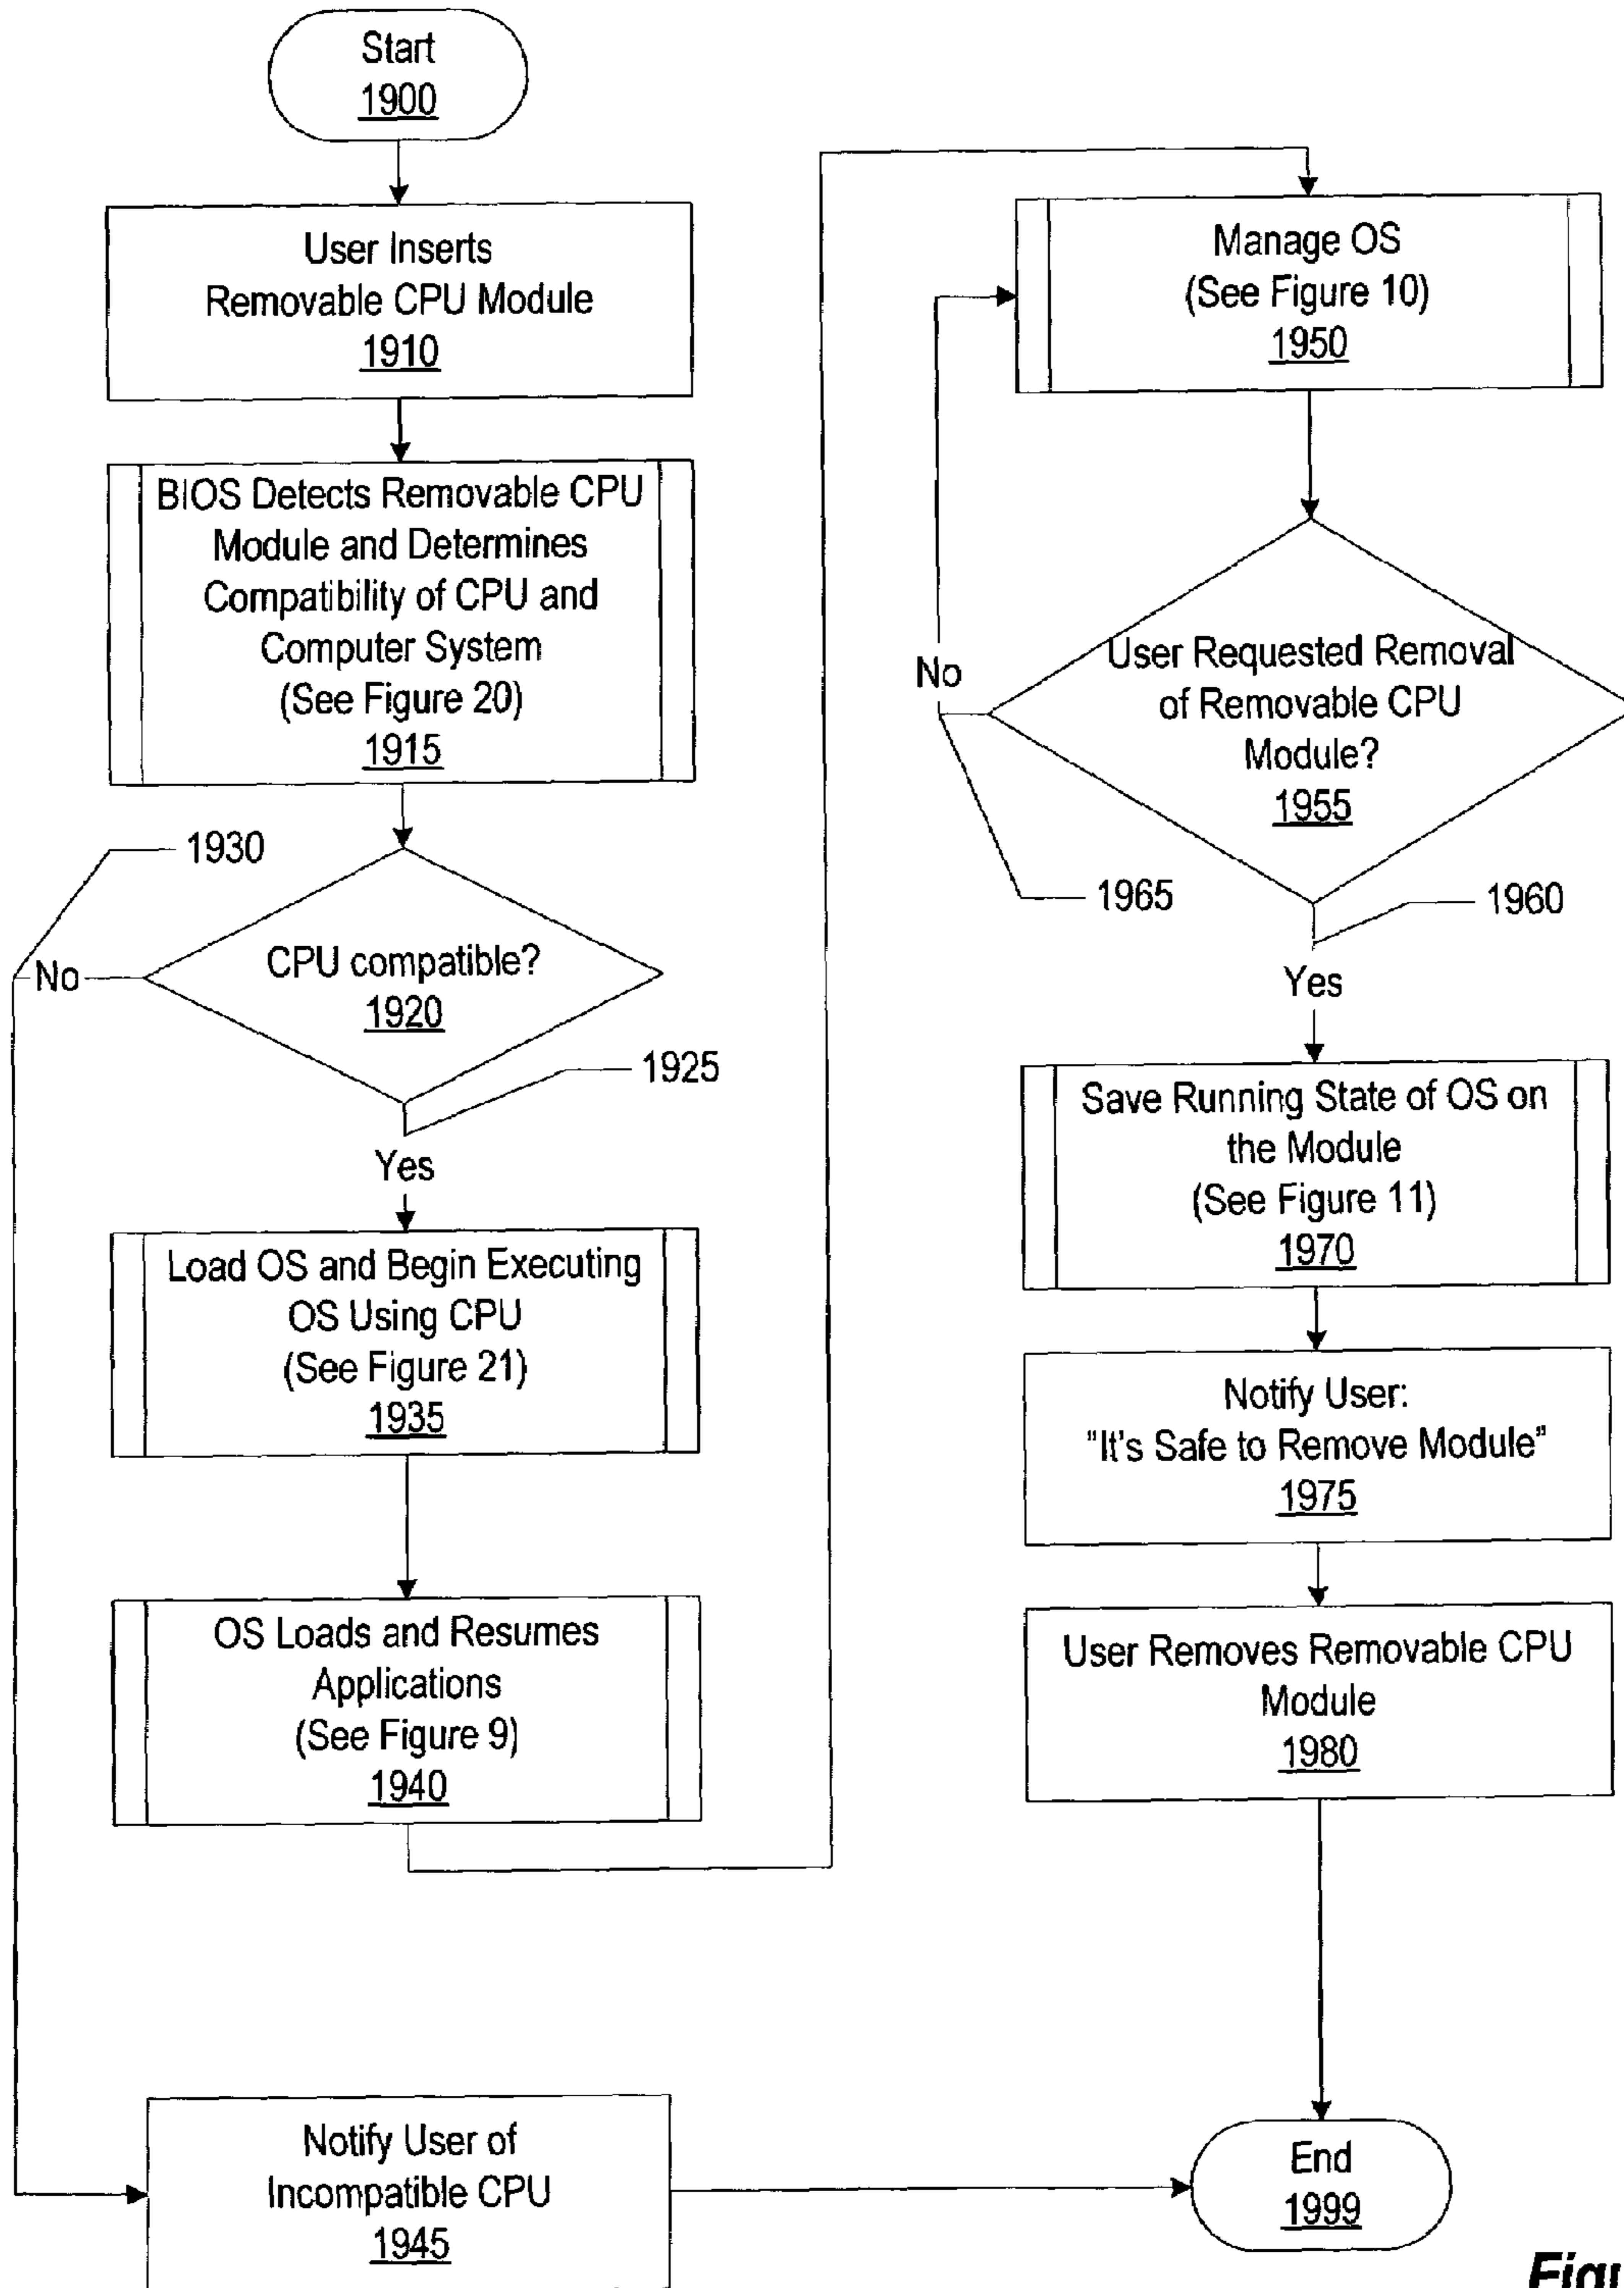 Start
1900
User Inserts
Removable CPU Module
1910
BIOS Detects Removable CPU
Module and Determines
Compatibility of CPU and
Computer System
(See Figure 20)
1915
1930
No
CPU compatible?
1920
1925
Yes
Load OS and Begin Executing
OS Using CPU
(See Figure 21)
1935
OS Loads and Resumes
Applications
(See Figure 9)
1940
Notify User of
Incompatible CPU
1945
Manage OS
(See Figure 10)
1950
No
User Requested Removal
of Removable CPU
Module?
1955
1965
1960
Yes
Save Running State of OS on
the Module
(See Figure 11)
1970
Notify User:
"It's Safe to Remove Module"
1975
User Removes Removable CPU
Module
1980
End
1999